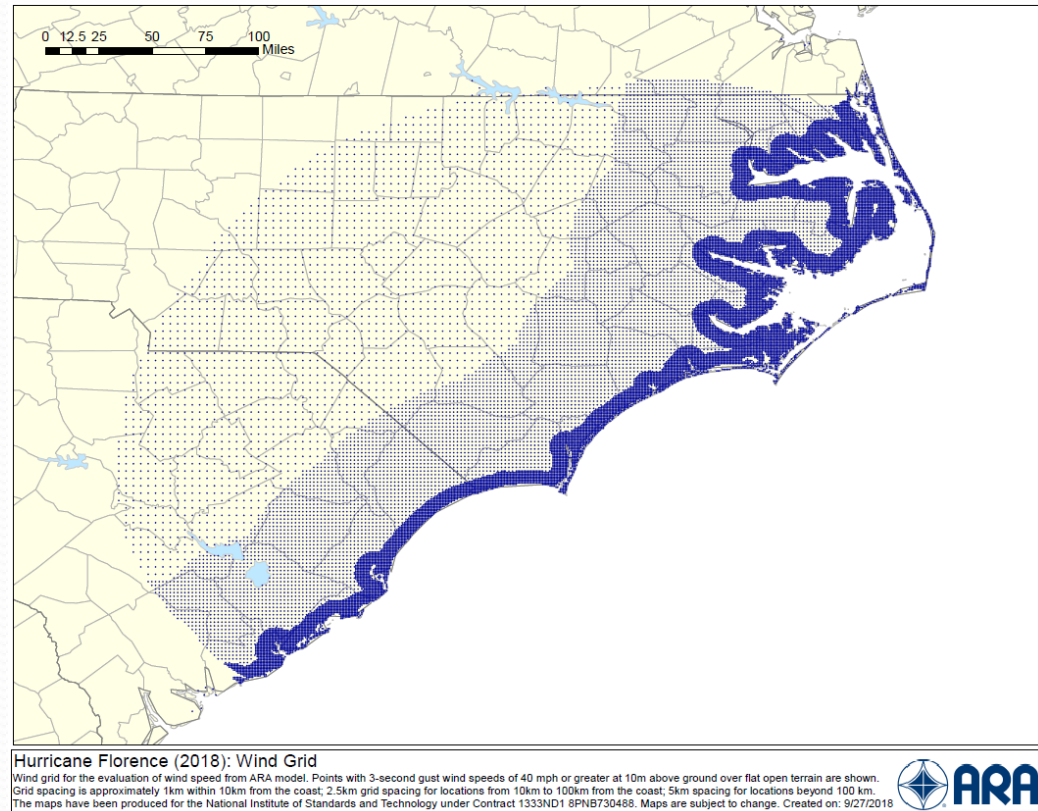 0 12.5 25 50 75 100
Miles
Hurricane Florence (2018): Wind Grid
Wind grid for the evaluation of wind speed from ARA model. Points with 3-second gust wind speeds of 40 mph or greater at 10m above ground over flat open terrain are shown.
Grid spacing is approximately 1km within 10km from the coast; 2.5km grid spacing for locations from 10km to 100km from the coast; 5km spacing for locations beyond 100 km.
The maps have been produced for the National Institute of Standards and Technology under Contract 1333ND1 8PNB730488. Maps are subject to change. Created on: 9/27/2018
ARA